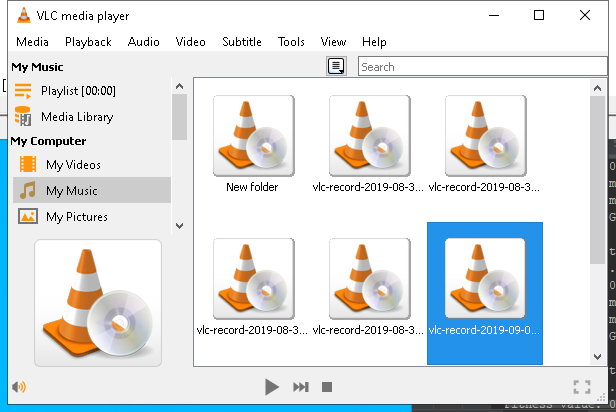 VLC media player
Media Playback Audio Video Subtitle Tools View Help
My Music
Search
Playlist [00:00]
Media Library
My Computer
My Videos
My Music
My Pictures
New folder
vlc-record-2019-08-3...
vlc-record-2019-08-3...
vlc-record-2019-08-3...
vlc-record-2019-08-3...
vlc-record-2019-09-0...